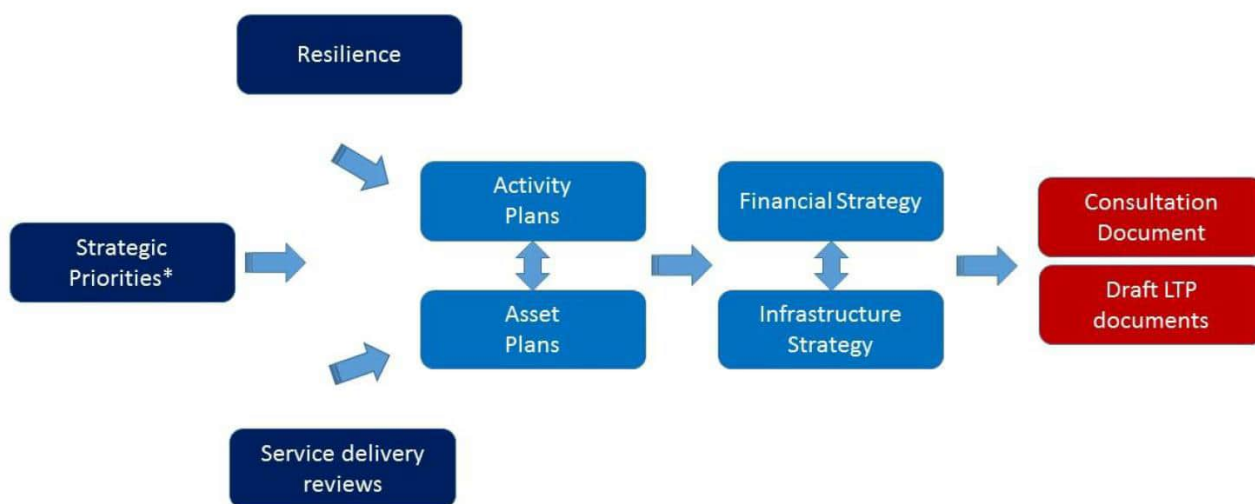 Resilience
Strategic
Priorities*
Service delivery
reviews
Activity
Plans
Asset
Plans
Financial Strategy
Infrastructure
Strategy
Consultation
Document
Draft LTP
documents